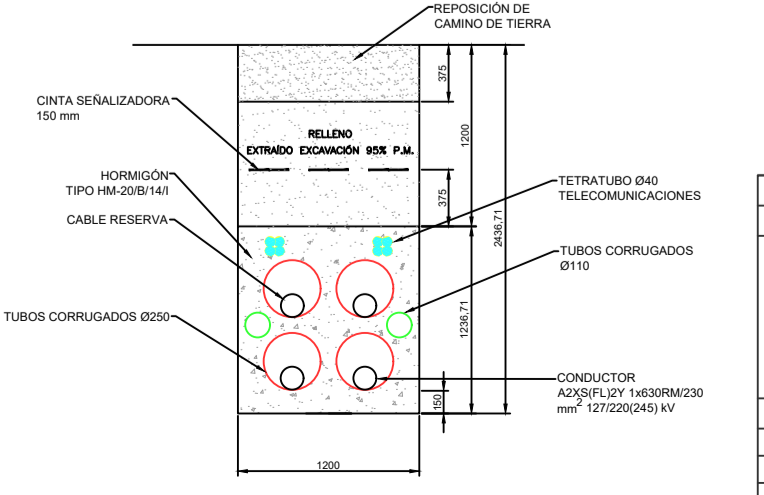 REPOSICIÓN DE
CAMINO DE TIERRA
375
CINTA SEÑALIZADORA
150 mm
RELLENO
EXTRAÍDO EXCAVACIÓN 95% P.M.
1200
HORMIGÓN
TIPO HM-20/B/14/I
375
TETRATUBO Ø40
TELECOMUNICACIONES
CABLE RESERVA
2436,71
TUBOS CORRUGADOS
Ø110
TUBOS CORRUGADOS Ø250
1236,71
CONDUCTOR
A2XS(FL)2Y 1x630RM/230
mm2 127/220(245) kV
150
1200